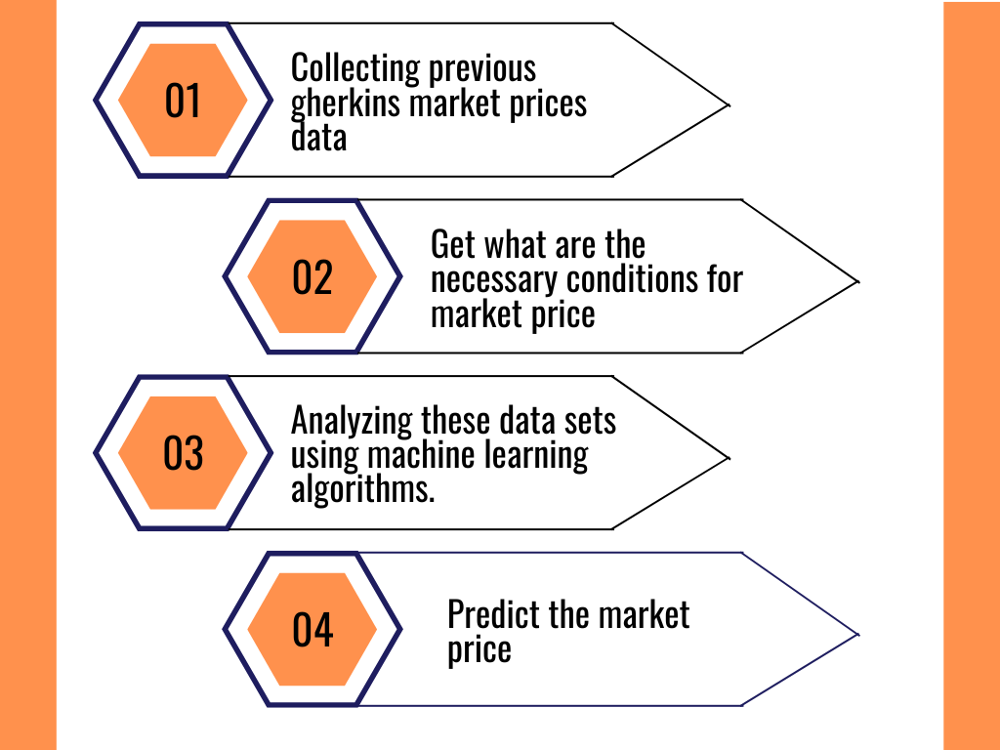 01
Collecting previous
gherkins market prices
data
02
Get what are the
necessary conditions for
market price
03
Analyzing these data sets
using machine learning
algorithms.
04
Predict the market
price